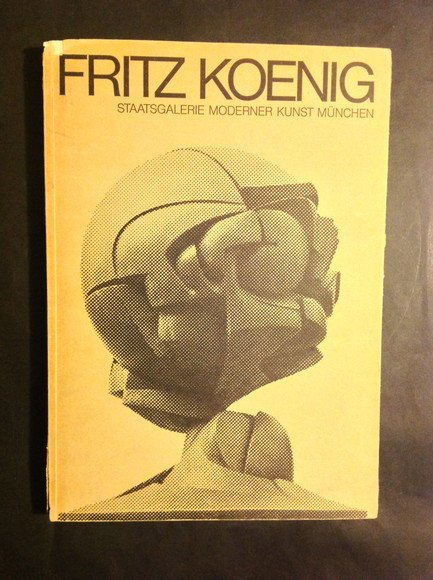 FRITZ KOENIG
STAATSGALERIE MODERNER KUNST MÜNCHEN